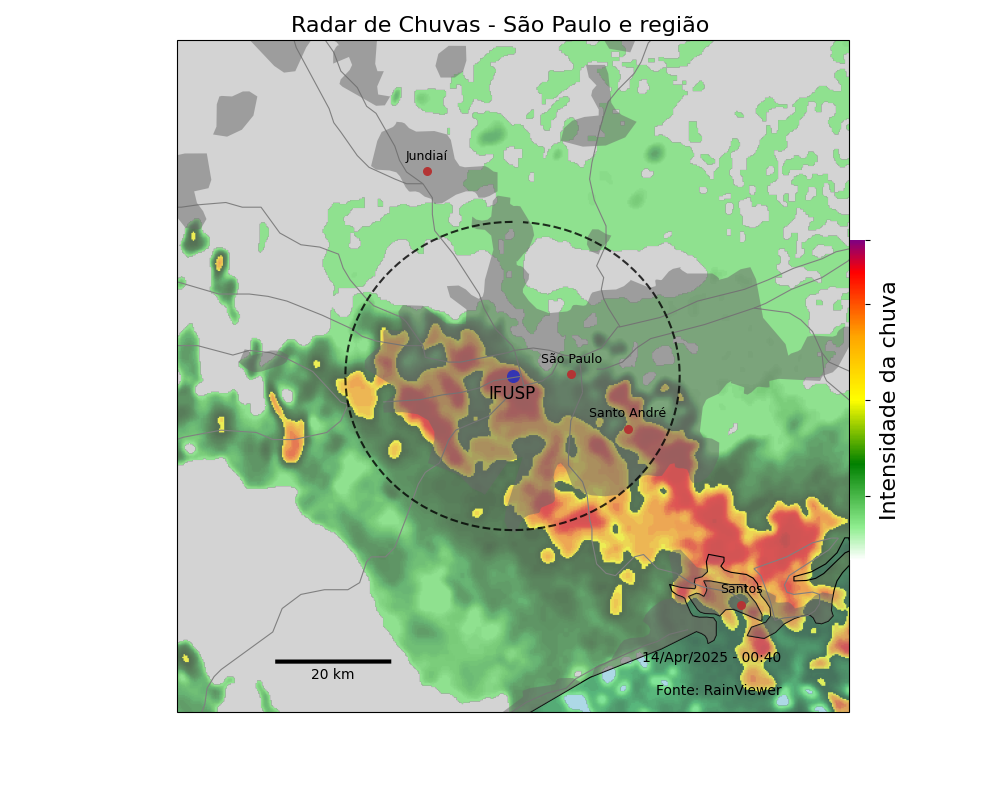 Radar de Chuvas - São Paulo e região
Jundiaí
São Paulo
IFUSP
Santo André
Santos
14/Apr/2025 - 00:40
20 km
Fonte: RainViewer
Intensidade da chuva